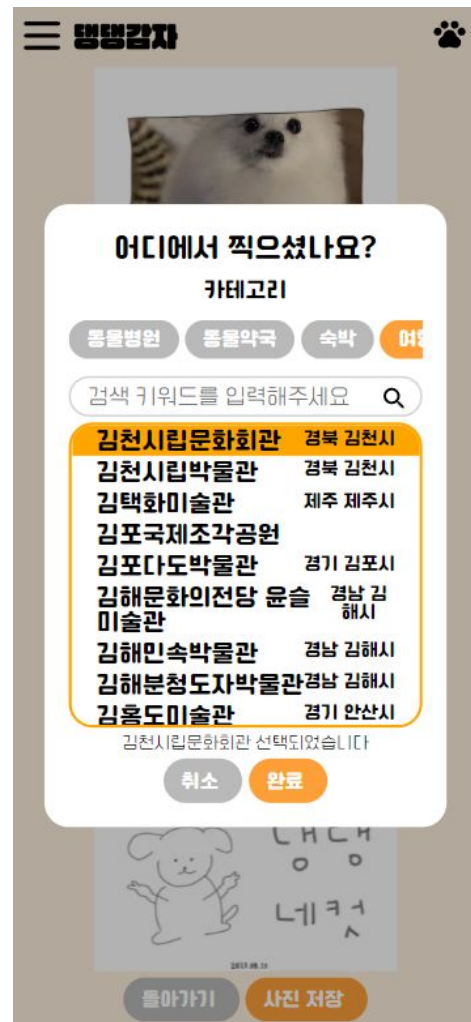 댕댕감자
어디에서 찍으셨나요?
카테고리
동물병원 동물약국 숙박
검색 키워드를 입력해주세요
김천시립문화회관 경북 김천시
김천시립박물관 경북 김천시
김택화미술관 제주 제주시
김포국제조각공원
김포다도박물관 경기 김포시
김해문화의전당 윤슬 경남 김
미술관 해시
김해민속박물관 경남 김해시
김해분청도자박물관 경남 김해시
김홍도미술관 경기 안산시
김천시립문화회관 선택되었습니다
취소 완료
댕댕
네컷
돌아가기 사진 저장